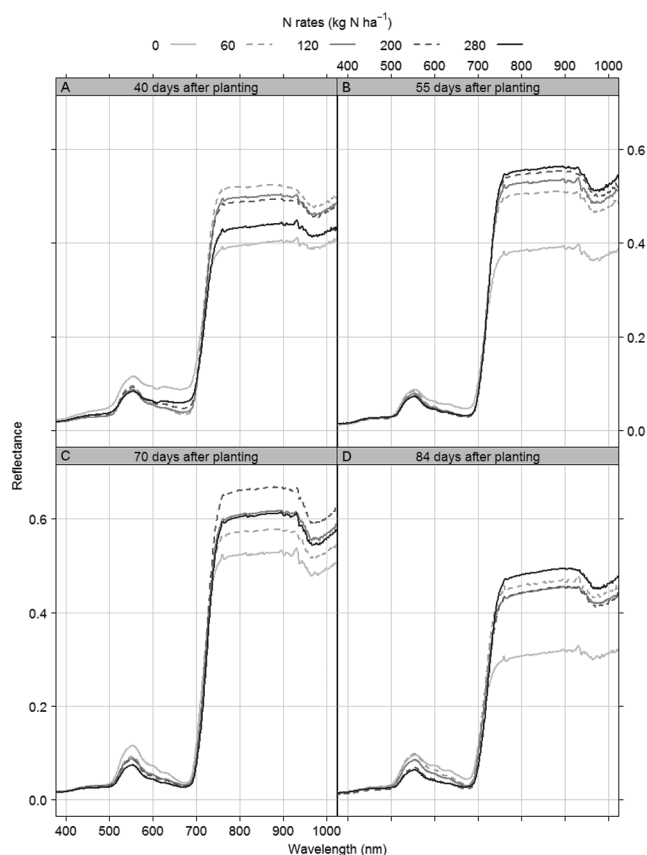 N rates (kg N ha⁻¹)
0 60 120 200 280
400 500 600 700 800 900 1000
A 40 days after planting
B 55 days after planting
0.6
0.4
0.2
0.0
C 70 days after planting
D 84 days after planting
Reflectance
0.6
0.4
0.2
0.0
400 500 600 700 800 900 1000
Wavelength (nm)